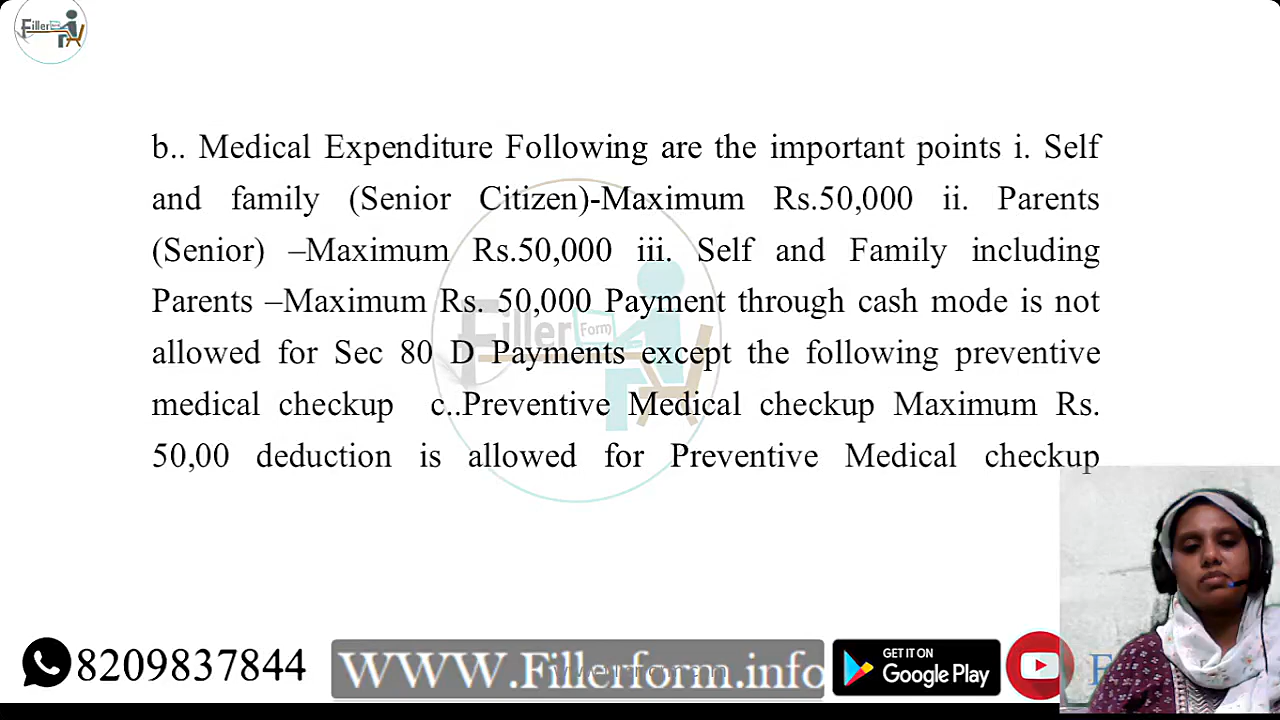 Filler
b.. Medical Expenditure Following are the important points i. Self
and family (Senior Citizen)-Maximum Rs.50,000 ii. Parents
(Senior) –Maximum Rs.50,000 iii. Self and Family including
Parents –Maximum Rs. 50,000 Payment through cash mode is not
allowed for Sec 80 D Payments except the following preventive
medical checkup c..Preventive Medical checkup Maximum Rs.
50,00 deduction is allowed for Preventive Medical checkup
Filler Form
8209837844
WWW.Fillerform.info
GET IT ON
Google Play
F